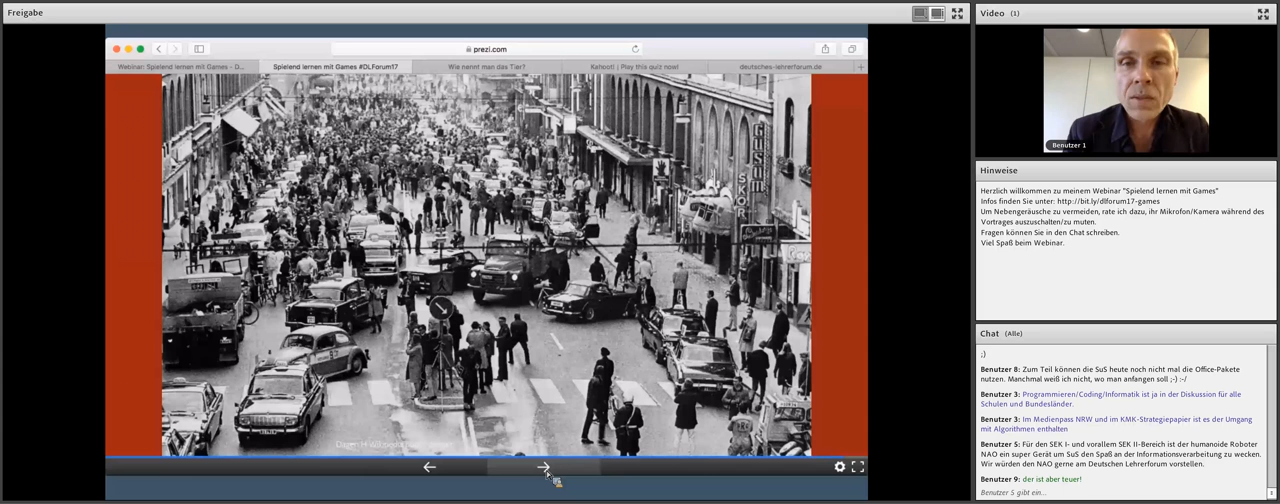 Freigabe
prezi.com
Webinar: Spielend lernen mit Games - D...
Spielend lernen mit Games #DLForum17
Wie nennt man das Tier?
Kahoot! | Play this quiz now!
deutsches-lehrerforum.de
GUSUMS
SKOR
Video (1)
Benutzer 1
Hinweise
Herzlich willkommen zu meinem Webinar "Spielend lernen mit Games"
Infos finden Sie unter: http://bit.ly/dlforum17-games
Um Nebengeräusche zu vermeiden, rate ich dazu, ihr Mikrofon/Kamera während des
Vortrages auszuschalten/zu muten.
Fragen können Sie in den Chat schreiben.
Viel Spaß beim Webinar.
Chat (Alle)
;)
Benutzer 8: Zum Teil können die SuS heute noch nicht mal die Office-Pakete
nutzen. Manchmal weiß ich nicht, wo man anfangen soll ;-) :-/
Benutzer 3: Programmieren/Coding/Informatik ist ja in der Diskussion für alle
Schulen und Bundesländer.
Benutzer 3: Im Medienpass NRW und im KMK-Strategiepapier ist es der Umgang
mit Algorithmen enthalten
Benutzer 5: Für den SEK I- und vorallem SEK II-Bereich ist der humanoide Roboter
NAO ein super Gerät um SuS den Spaß an der Informationsverarbeitung zu wecken.
Wir würden den NAO gerne am Deutschen Lehrerforum vorstellen.
Benutzer 9: der ist aber teuer!
Benutzer 5 gibt ein...